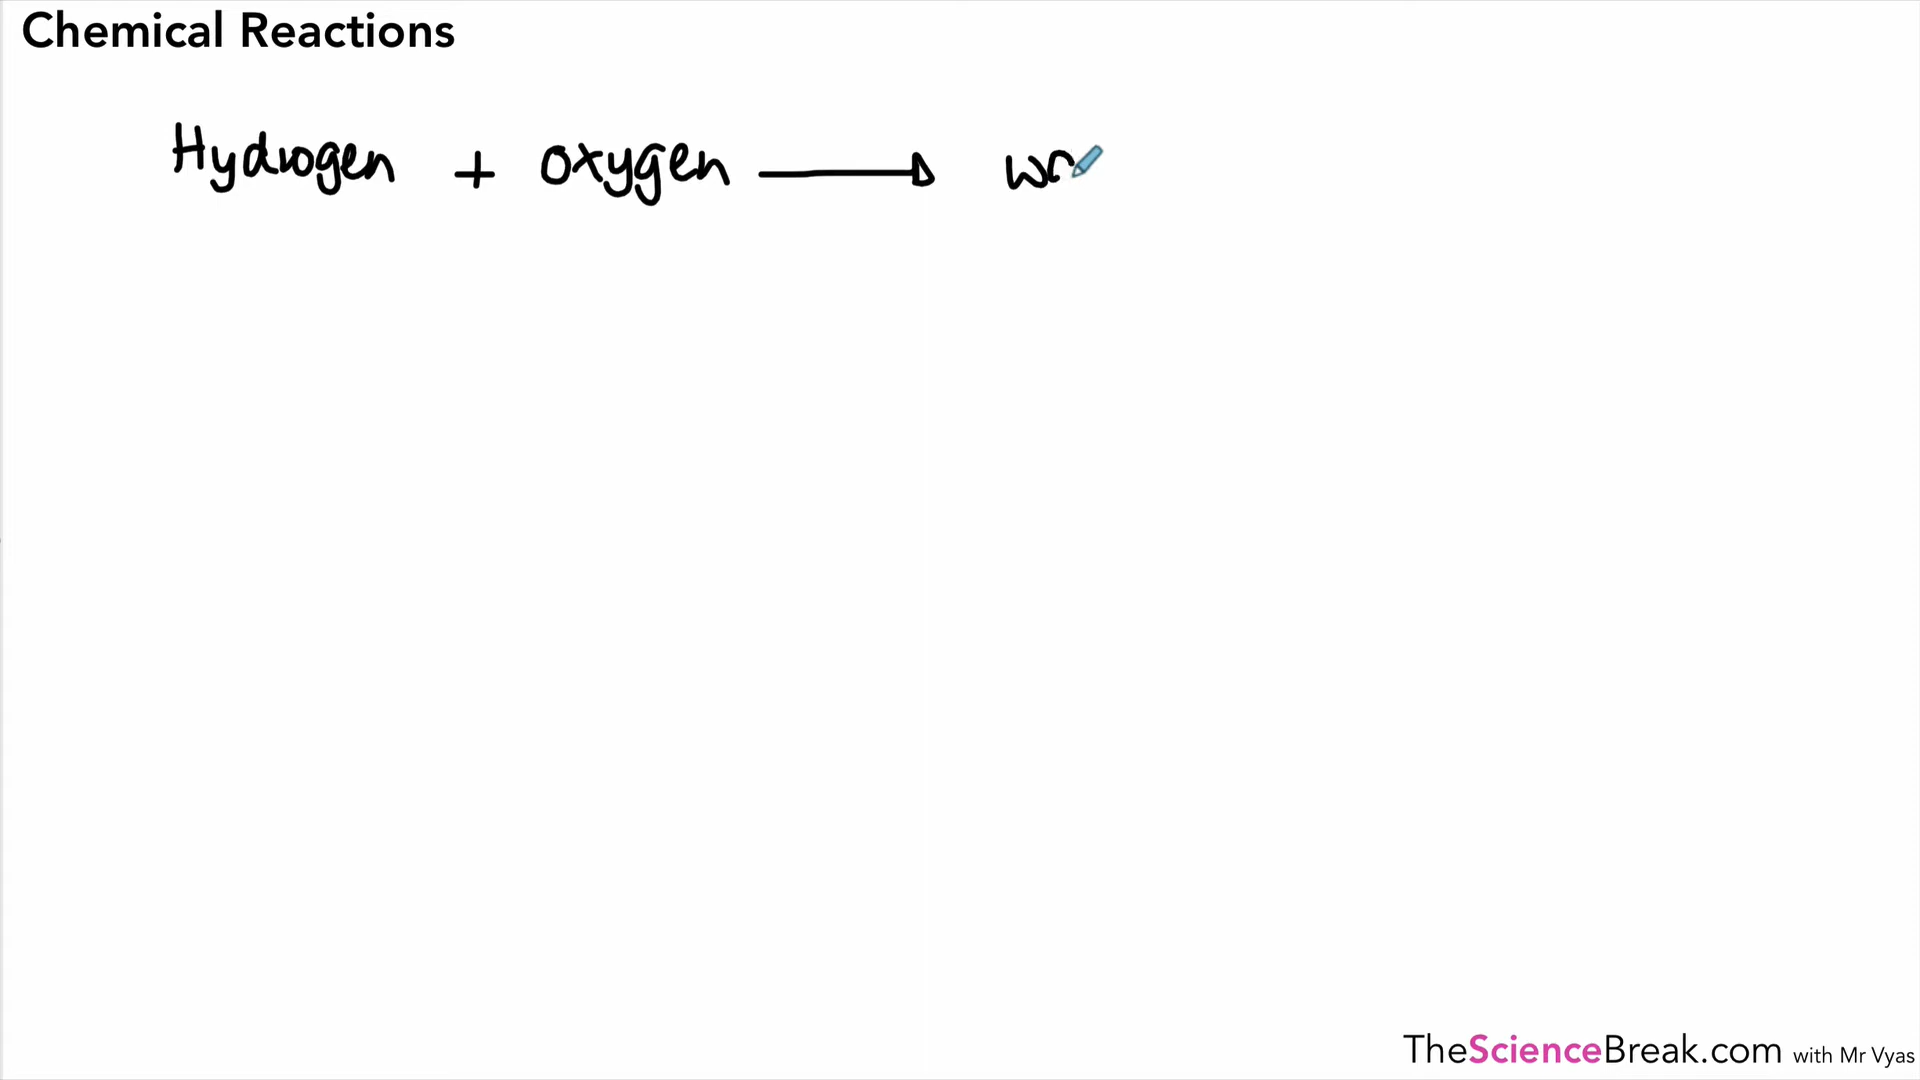 Chemical Reactions
Hydrogen + oxygen → w
TheScienceBreak.com with Mr Vyas